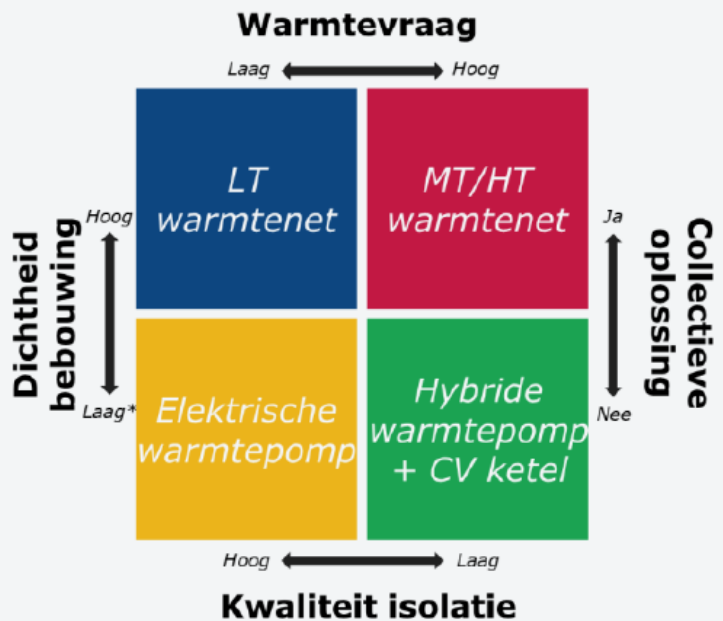 Warmtevraag
Laag
Hoog
LT
warmtenet
MT/HT
warmtenet
Hoog
Dichtheid
bebouwing
Laag*
Ja
Collectieve
oplossing
Nee
Elektrische
warmtepomp
Hybride
warmtepomp
+ CV ketel
Hoog
Laag
Kwaliteit isolatie